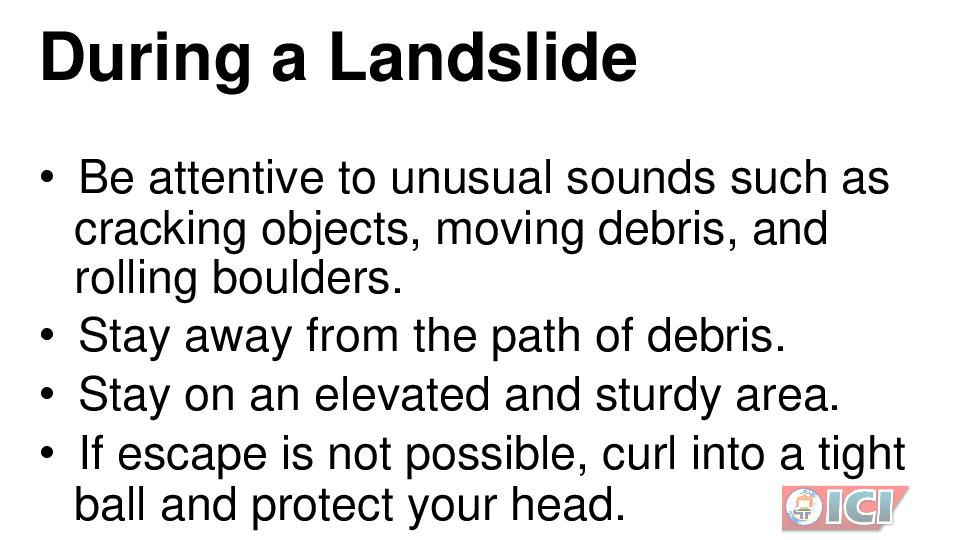 During a Landslide
• Be attentive to unusual sounds such as
cracking objects, moving debris, and
rolling boulders.
• Stay away from the path of debris.
• Stay on an elevated and sturdy area.
• If escape is not possible, curl into a tight
ball and protect your head.
ICI